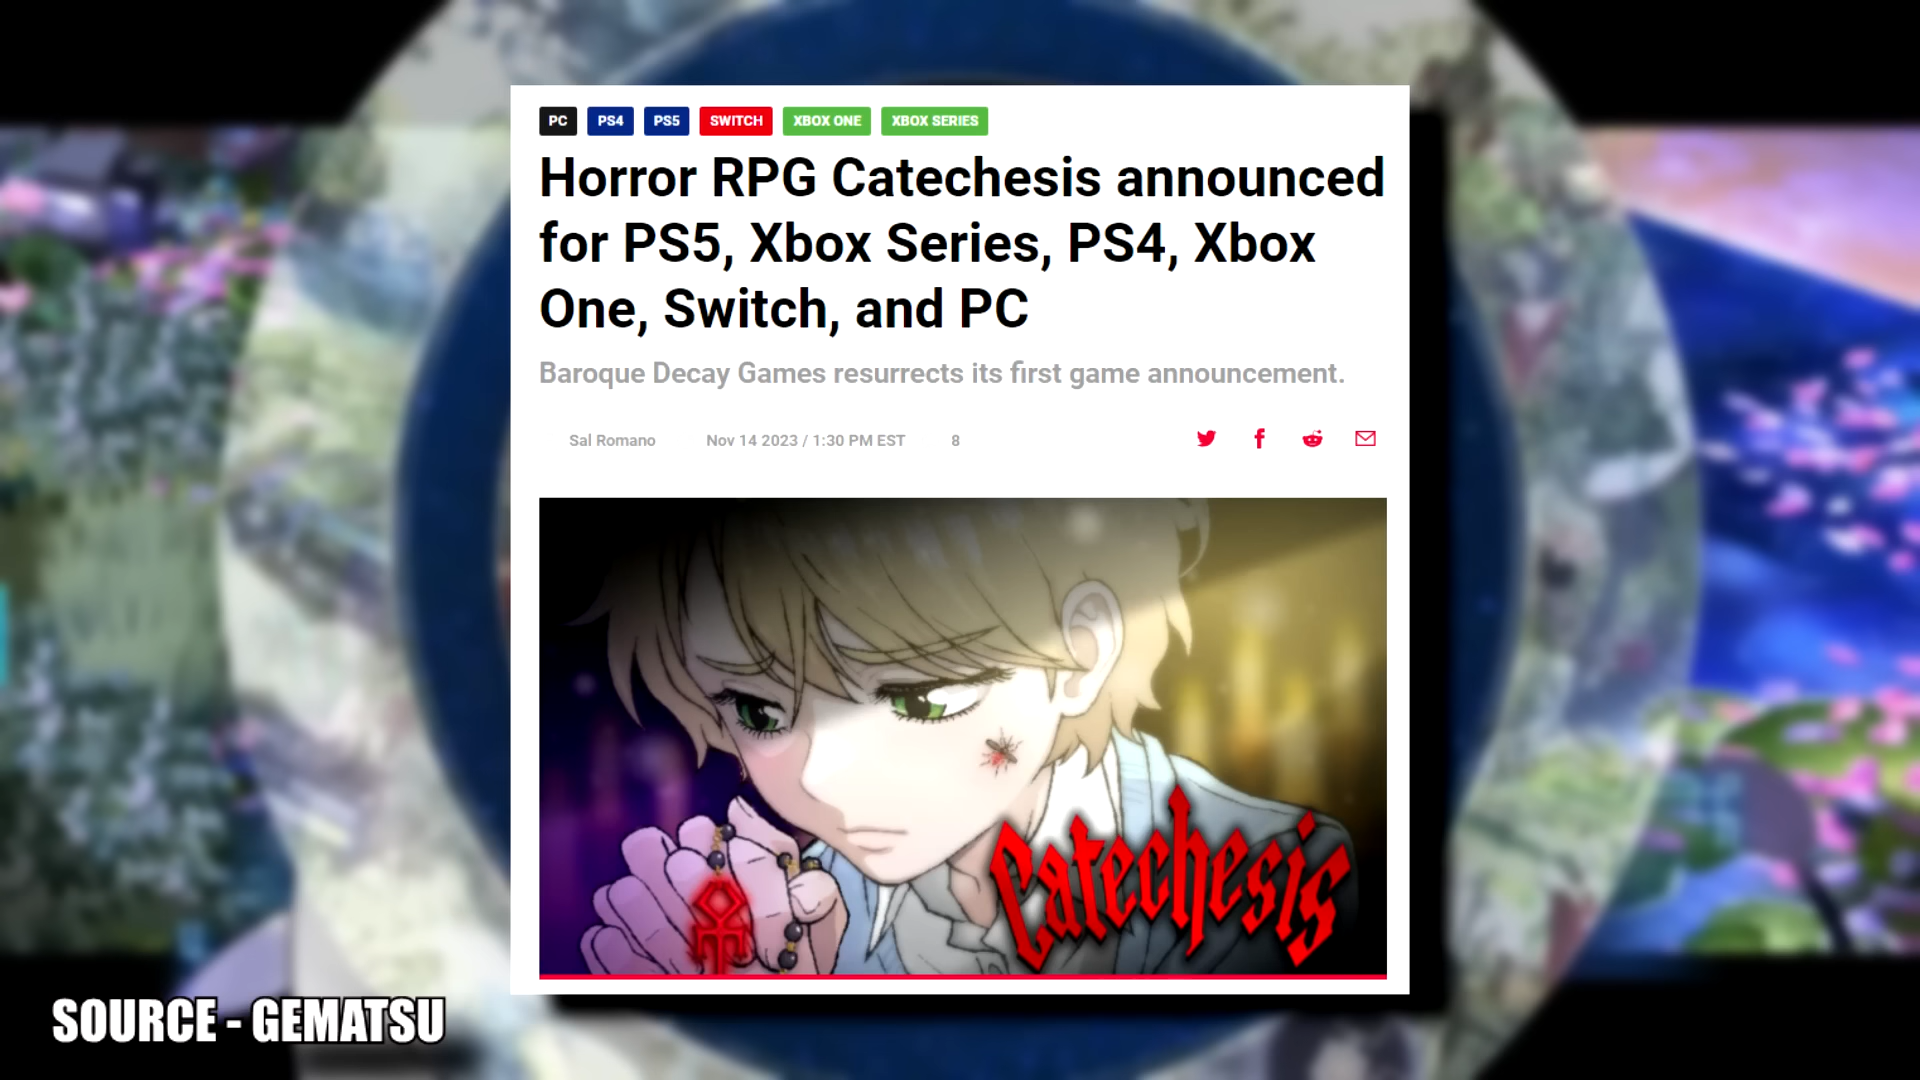 PC PS4 PS5 SWITCH XBOX ONE XBOX SERIES
Horror RPG Catechesis announced
for PS5, Xbox Series, PS4, Xbox
One, Switch, and PC
Baroque Decay Games resurrects its first game announcement.
Sal Romano Nov 14 2023 / 1:30 PM EST 8
Catechesis
SOURCE - GEMATSU